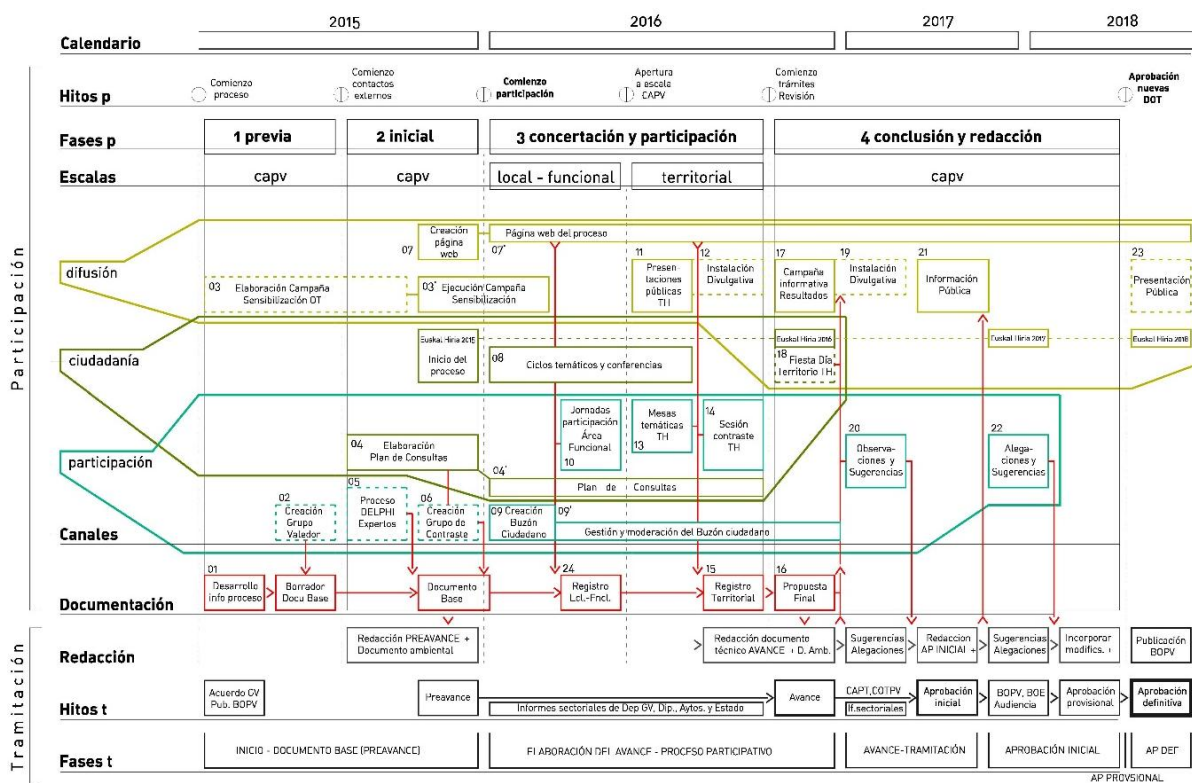 2015
2016
2017
2018
Calendario
Participación
Hitos p
Comienzo
proceso
Comienzo
contactos
externos
Comienzo
participación
Apertura
a escala
CAPV
Comienzo
trámites
Revisión
Aprobación
nuevas
DOT
Fases p
1 previa
2 inicial
3 concertación y participación
4 conclusión y redacción
Escalas
capv
capv
local - funcional
territorial
capv
difusión
07
Creación
página
web
07'
Página web del proceso
03
Elaboración Campaña
Sensibilización OT
03'
Ejecución Campaña
Sensibilización
11
Presen-
taciones
públicas
TH
12
Instalación
Divulgativa
17
Campaña
informativa
Resultados
19
Instalación
Divulgativa
21
Información
Pública
23
Presentación
Pública
ciudadanía
Euskal Hiria 2015
Inicio del
proceso
08
Ciclos temáticos y conferencias
Euskal Hiria 2016
18
Fiesta Día
Territorio TH
Euskal Hiria 2017
Euskal Hiria 2018
participación
04
Elaboración
Plan de Consultas
04'
Plan de Consultas
Jornadas
participación
Área
Funcional
10
Mesas
temáticas
TH
13
14
Sesión
contraste
TH
20
Observaciones
y Sugerencias
22
Alega-
ciones y
Sugerencias
Canales
02
Creación
Grupo
Valedor
05
Proceso
DELPHI
Expertos
06
Creación
Grupo de
Contraste
09 Creación
Buzón
Ciudadano
09'
Gestión y moderación del Buzón ciudadano
Documentación
01
Desarrollo
info proceso
Borrador
Docu Base
Documento
Base
24
Registro
Lcl.-Fncl.
15
Registro
Territorial
16
Propuesta
Final
Tramitación
Redacción
Redacción PREAVANCE +
Documento ambiental
Redacción documento
técnico AVANCE + D. Amb.
Sugerencias
Alegaciones
Redaccion
AP INICIAL +
Sugerencias
Alegaciones
Incorporar
modifics. +
Publicación
BOPV
Hitos t
Acuerdo GV
Pub. BOPV
Preavance
Informes sectoriales de Dep GV, Dip., Aytos. y Estado
Avance
CAPT,COTPV
If.sectoriales
Aprobación
inicial
BOPV, BOE
Audiencia
Aprobación
provisional
Aprobación
definitiva
Fases t
INICIO - DOCUMENTO BASE (PREAVANCE)
ELABORACIÓN DEL AVANCE - PROCESO PARTICIPATIVO
AVANCE-TRAMITACIÓN
APROBACIÓN INICIAL
AP DEF
AP PROVSIONAL